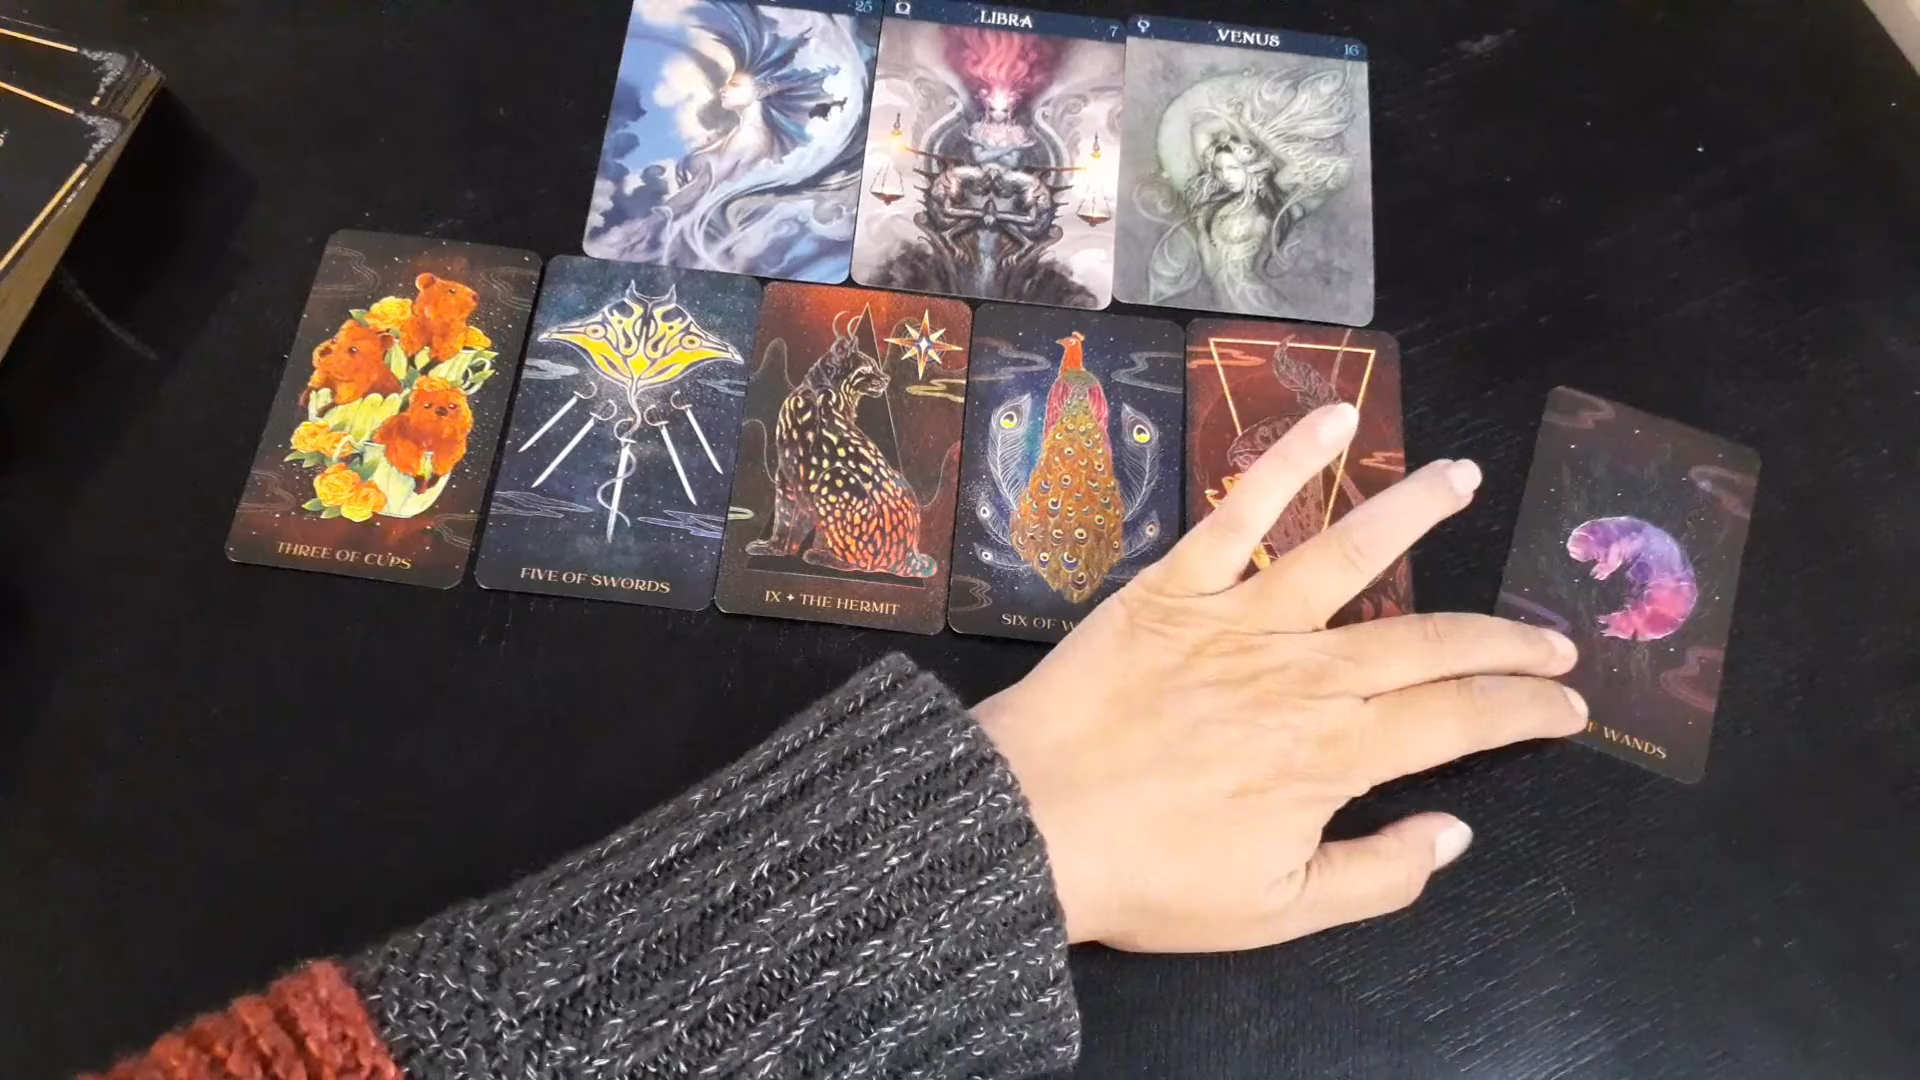 25
♎ LIBRA 7
♀ VENUS 16
THREE OF CUPS
FIVE OF SWORDS
IX ✦ THE HERMIT
SIX OF
WANDS